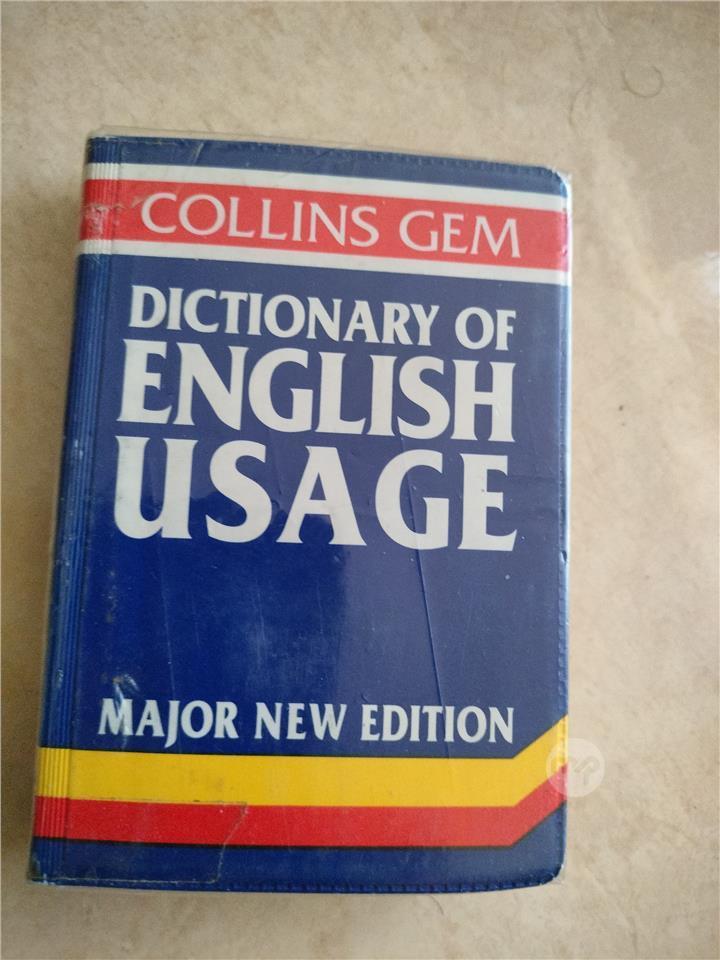 COLLINS GEM
DICTIONARY OF
ENGLISH
USAGE
MAJOR NEW EDITION